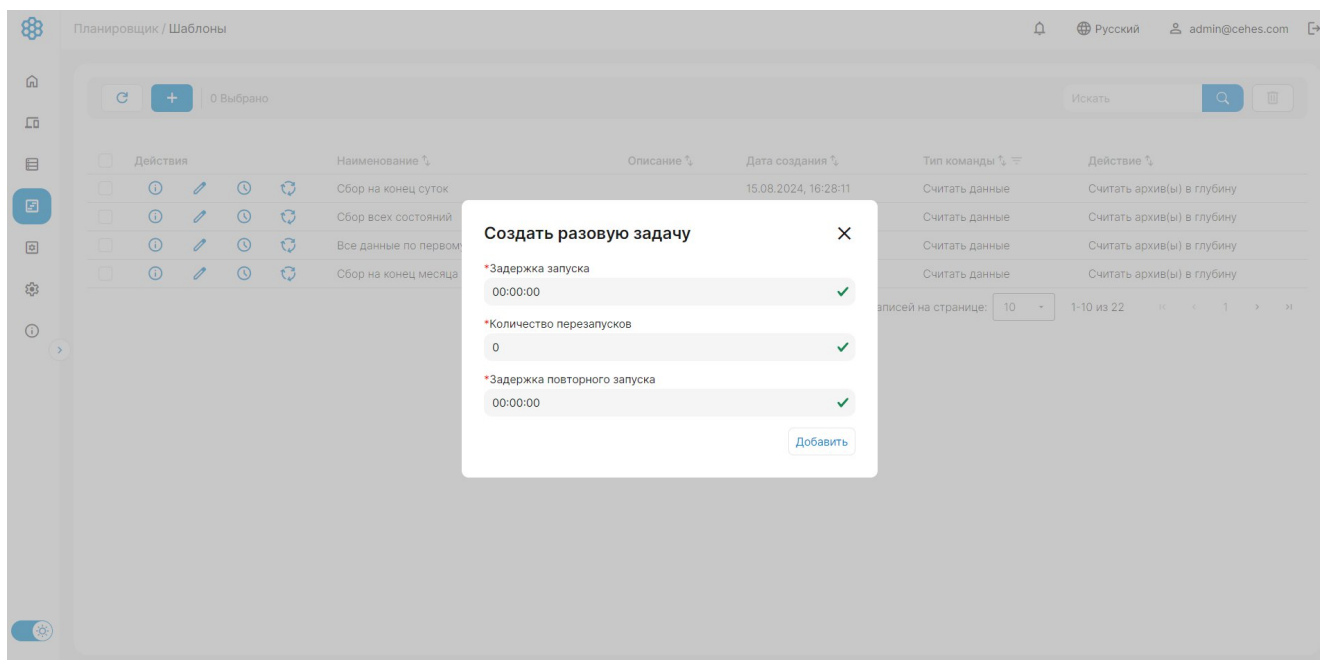 Планировщик / Шаблоны
Русский
admin@cehes.com
0 Выбрано
Искать
Действия Наименование Описание Дата создания Тип команды Действие
Сбор на конец суток 15.08.2024, 16:28:11 Считать данные Считать архив(ы) в глубину
Сбор всех состояний Считать данные Считать архив(ы) в глубину
Все данные по Считать данные Считать архив(ы) в глубину
Сбор на конец месяца Считать данные Считать архив(ы) в глубину
на странице: 10 1-10 из 22 1
Создать разовую задачу
*Задержка запуска
00:00:00
*Количество перезапусков
0
*Задержка повторного запуска
00:00:00
Добавить